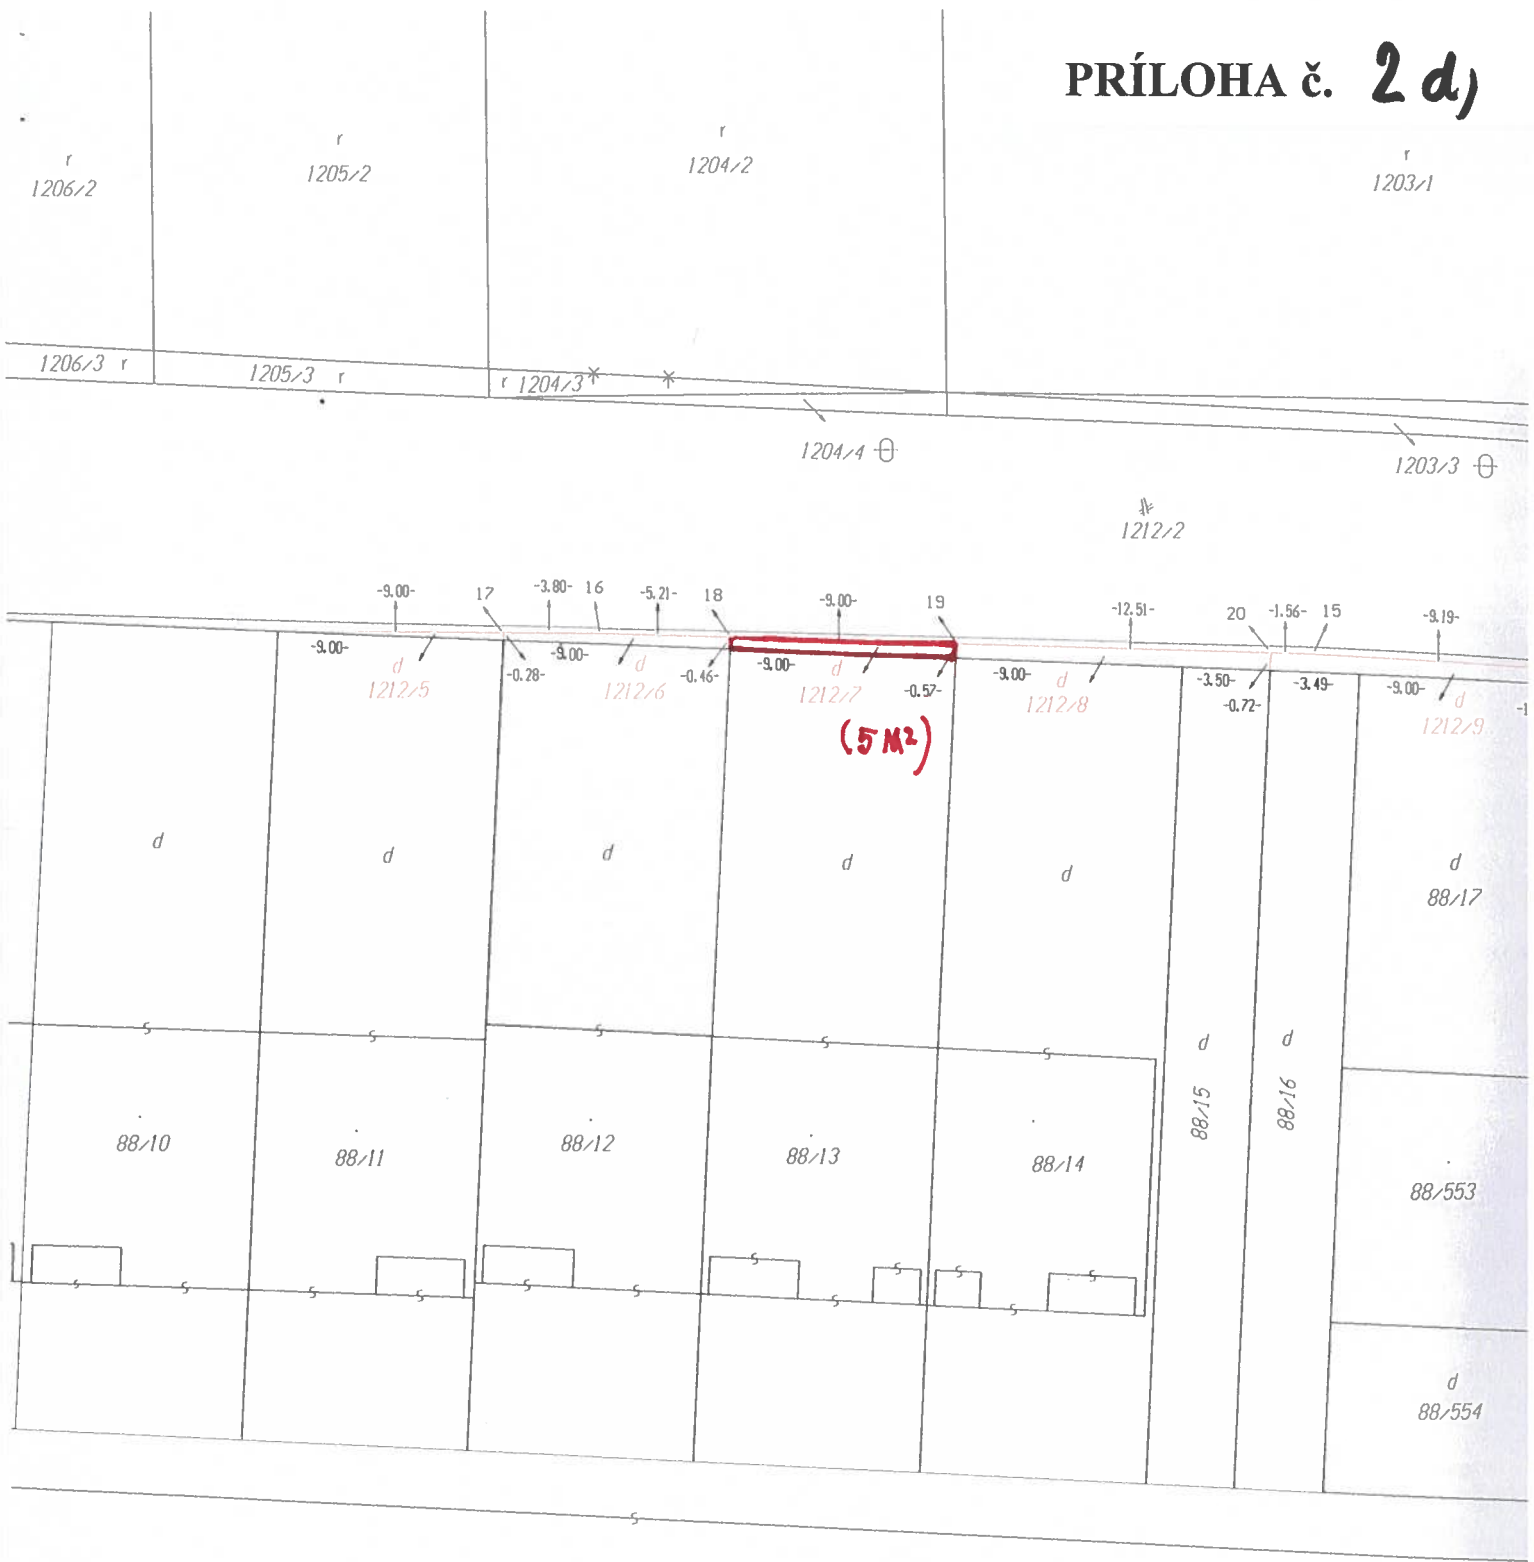 PRÍLOHA č. 2 d)
r
1206/2
r
1205/2
r
1204/2
r
1203/1
1206/3 r
1205/3 r
r 1204/3
1204/4
1203/3
1212/2
-9.00- 17 -3.80- 16 -5.21- 18 -9.00- 19 -12.51- 20 -1.56- 15 -9.19-
-9.00- -0.28- -9.00- -0.46- -9.00- -0.57- -9.00- -3.50- -0.72- -3.49- -9.00- -1
d
1212/5
d
1212/6
d
1212/7
d
1212/8
d
1212/9
(5 M²)
d
d
d
d
d
d
88/17
d
88/15
d
88/16
88/10
88/11
88/12
88/13
88/14
88/553
d
88/554